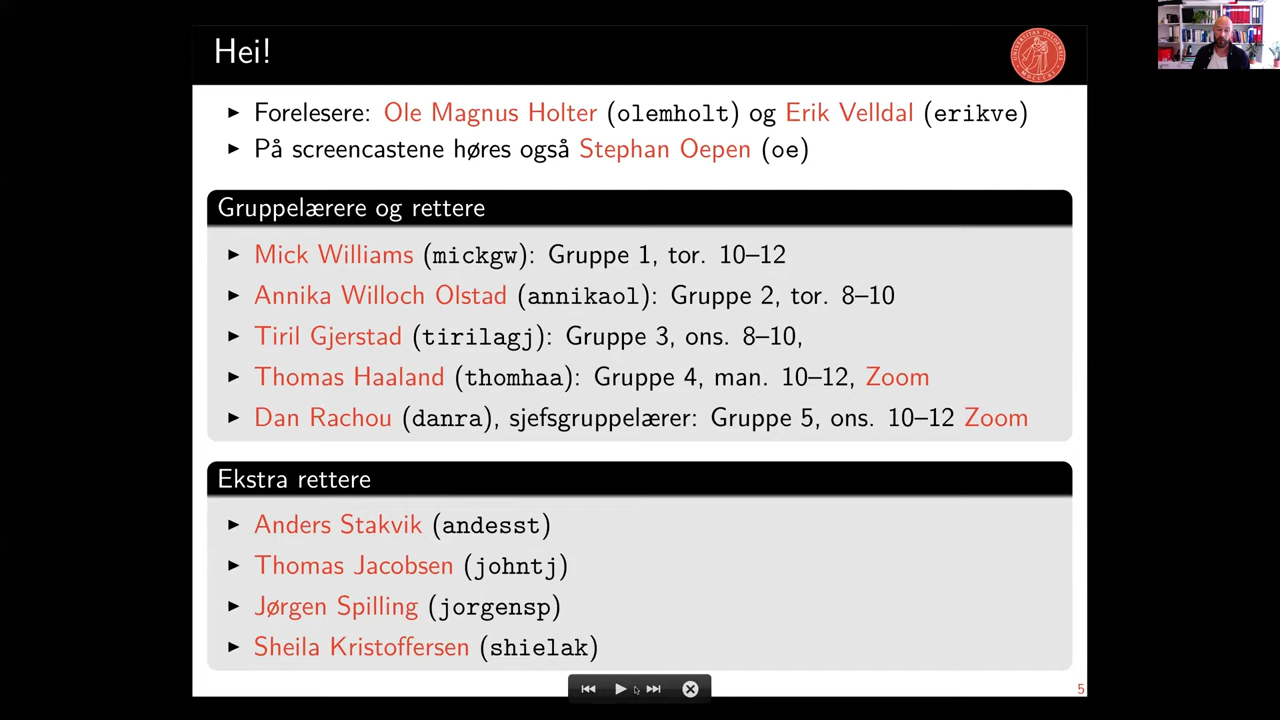 Hei!
► Forelesere: Ole Magnus Holter (olemholt) og Erik Velldal (erikve)
► På screencastene høres også Stephan Oepen (oe)
Gruppelærere og rettere
► Mick Williams (mickgw): Gruppe 1, tor. 10–12
► Annika Willoch Olstad (annikaol): Gruppe 2, tor. 8–10
► Tiril Gjerstad (tirilagj): Gruppe 3, ons. 8–10,
► Thomas Haaland (thomhaa): Gruppe 4, man. 10–12, Zoom
► Dan Rachou (danra), sjefsgruppelærer: Gruppe 5, ons. 10–12 Zoom
Ekstra rettere
► Anders Stakvik (andesst)
► Thomas Jacobsen (johntj)
► Jørgen Spilling (jorgensp)
► Sheila Kristoffersen (shielak)
5